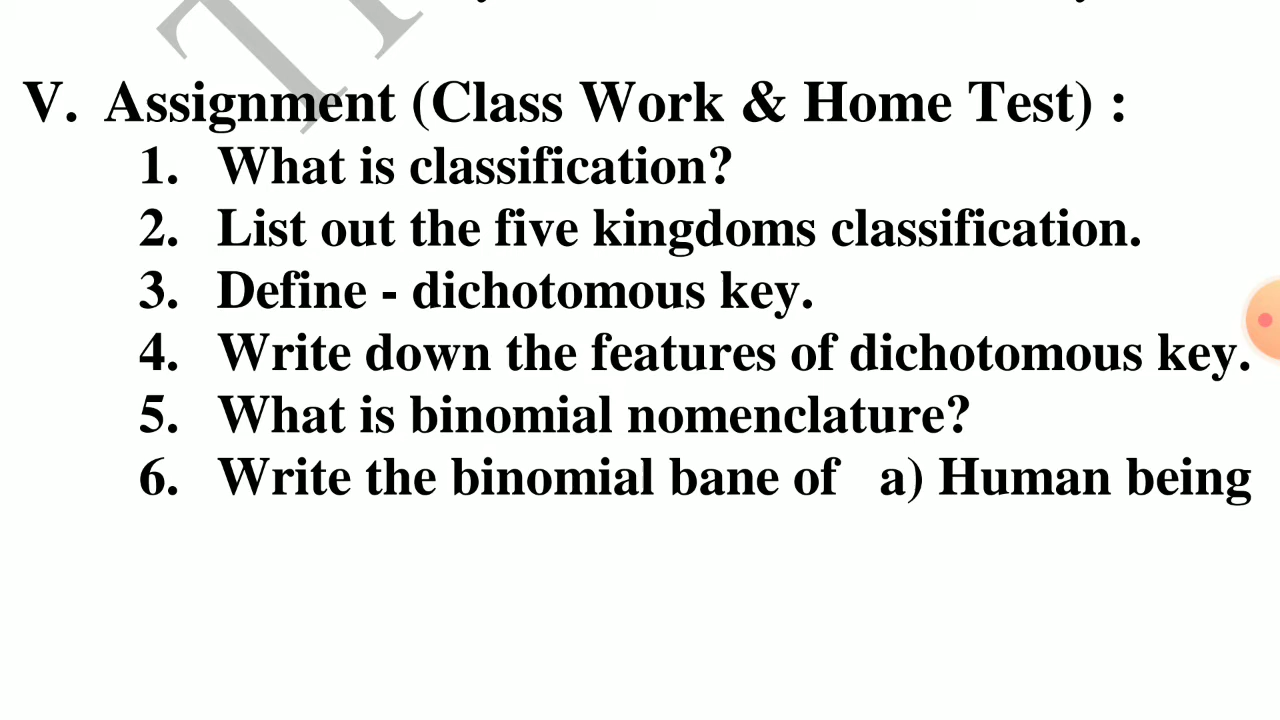 V. Assignment (Class Work & Home Test) :
1. What is classification?
2. List out the five kingdoms classification.
3. Define - dichotomous key.
4. Write down the features of dichotomous key.
5. What is binomial nomenclature?
6. Write the binomial bane of a) Human being